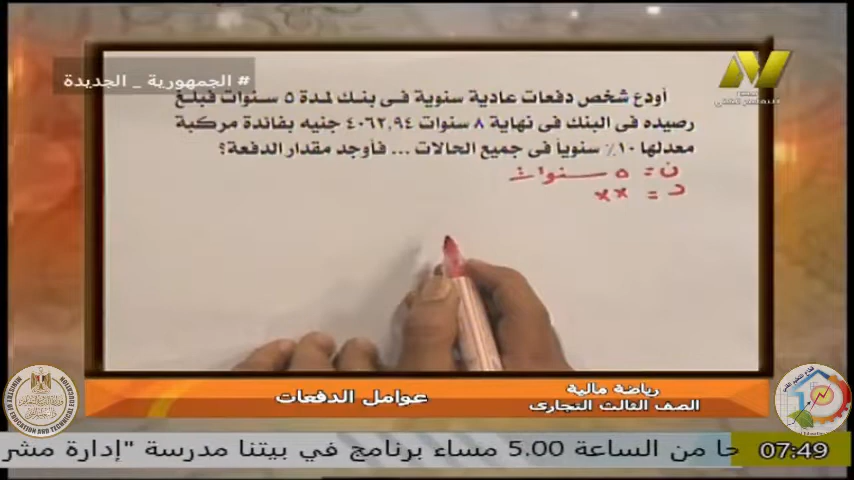 # الجمهورية _ الجديدة
أودع شخص دفعات عادية سنوية فى بنك لمدة ٥ سنوات فبلغ
رصيده فى البنك فى نهاية ٨ سنوات ٤٠٦٢,٩٤ جنيه بفائدة مركبة
معدلها ١٠٪ سنوياً فى جميع الحالات ... فأوجد مقدار الدفعة؟
ن = ٥ سنوات
د = ××
رياضة مالية
الصف الثالث التجارى
عوامل الدفعات
حا من الساعة 5.00 مساء برنامج في بيتنا مدرسة "إدارة مشر
07:49